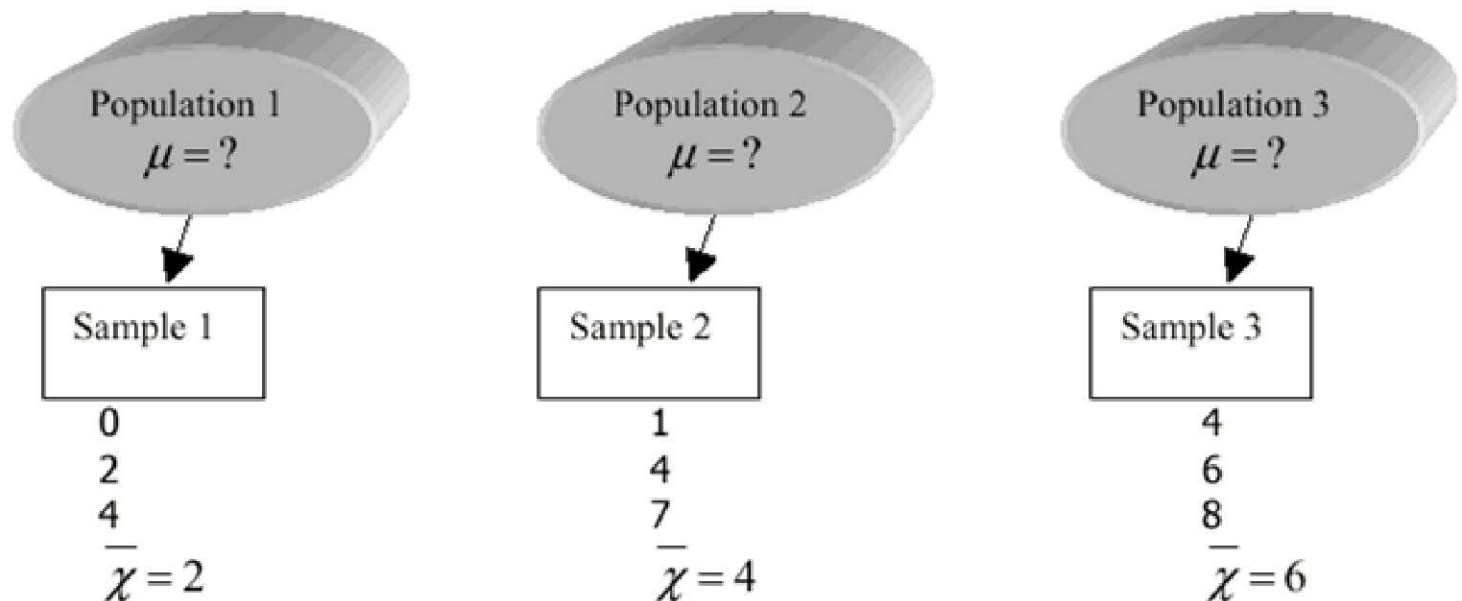 Population 1
μ = ?
Sample 1
0
2
4
χ̅ = 2
Population 2
μ = ?
Sample 2
1
4
7
χ̅ = 4
Population 3
μ = ?
Sample 3
4
6
8
χ̅ = 6